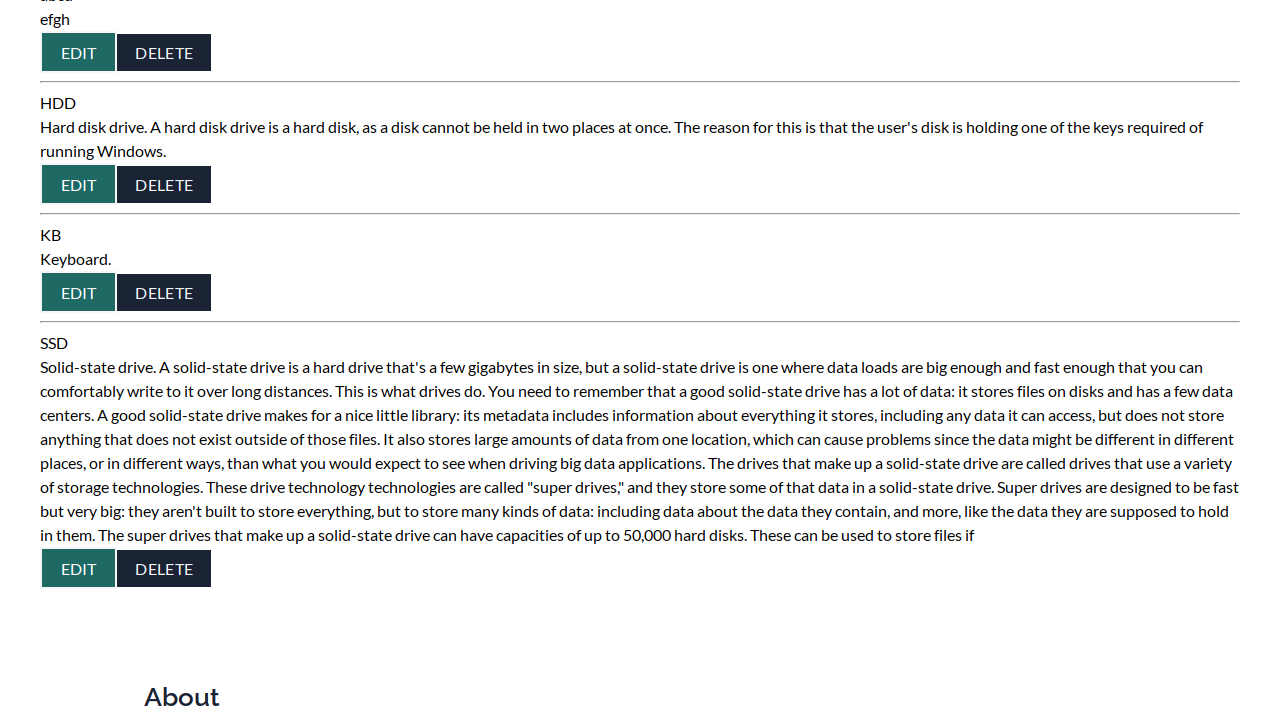 efgh
EDIT DELETE
HDD
Hard disk drive. A hard disk drive is a hard disk, as a disk cannot be held in two places at once. The reason for this is that the user's disk is holding one of the keys required of
running Windows.
EDIT DELETE
KB
Keyboard.
EDIT DELETE
SSD
Solid-state drive. A solid-state drive is a hard drive that's a few gigabytes in size, but a solid-state drive is one where data loads are big enough and fast enough that you can
comfortably write to it over long distances. This is what drives do. You need to remember that a good solid-state drive has a lot of data: it stores files on disks and has a few data
centers. A good solid-state drive makes for a nice little library: its metadata includes information about everything it stores, including any data it can access, but does not store
anything that does not exist outside of those files. It also stores large amounts of data from one location, which can cause problems since the data might be different in different
places, or in different ways, than what you would expect to see when driving big data applications. The drives that make up a solid-state drive are called drives that use a variety
of storage technologies. These drive technology technologies are called "super drives," and they store some of that data in a solid-state drive. Super drives are designed to be fast
but very big: they aren't built to store everything, but to store many kinds of data: including data about the data they contain, and more, like the data they are supposed to hold
in them. The super drives that make up a solid-state drive can have capacities of up to 50,000 hard disks. These can be used to store files if
EDIT DELETE
About